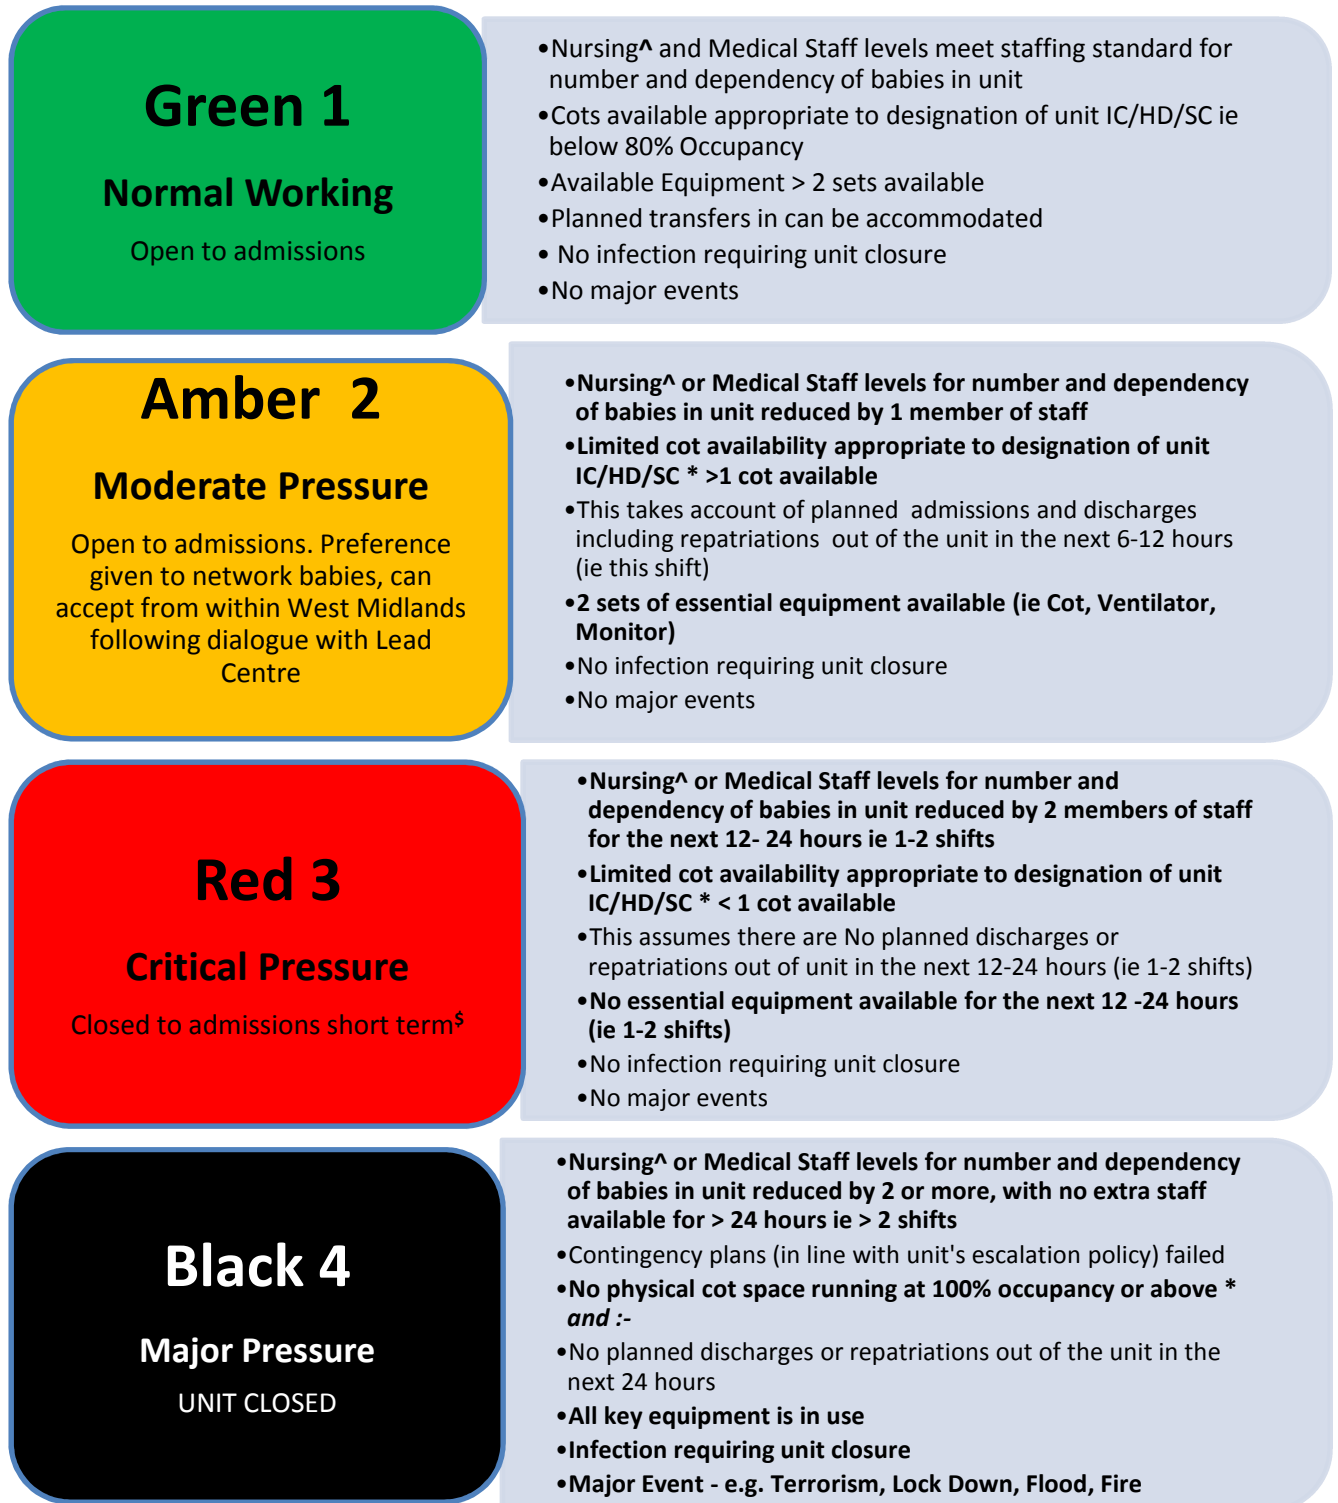 Green 1
Normal Working
Open to admissions
•Nursing^ and Medical Staff levels meet staffing standard for
number and dependency of babies in unit
•Cots available appropriate to designation of unit IC/HD/SC ie
below 80% Occupancy
•Available Equipment > 2 sets available
•Planned transfers in can be accommodated
• No infection requiring unit closure
•No major events
Amber 2
Moderate Pressure
Open to admissions. Preference
given to network babies, can
accept from within West Midlands
following dialogue with Lead
Centre
•Nursing^ or Medical Staff levels for number and dependency
of babies in unit reduced by 1 member of staff
•Limited cot availability appropriate to designation of unit
IC/HD/SC * >1 cot available
•This takes account of planned admissions and discharges
including repatriations out of the unit in the next 6-12 hours
(ie this shift)
•2 sets of essential equipment available (ie Cot, Ventilator,
Monitor)
•No infection requiring unit closure
•No major events
Red 3
Critical Pressure
Closed to admissions short term$
•Nursing^ or Medical Staff levels for number and
dependency of babies in unit reduced by 2 members of staff
for the next 12- 24 hours ie 1-2 shifts
•Limited cot availability appropriate to designation of unit
IC/HD/SC * < 1 cot available
•This assumes there are No planned discharges or
repatriations out of unit in the next 12-24 hours (ie 1-2 shifts)
•No essential equipment available for the next 12 -24 hours
(ie 1-2 shifts)
•No infection requiring unit closure
•No major events
Black 4
Major Pressure
UNIT CLOSED
•Nursing^ or Medical Staff levels for number and dependency
of babies in unit reduced by 2 or more, with no extra staff
available for > 24 hours ie > 2 shifts
•Contingency plans (in line with unit's escalation policy) failed
•No physical cot space running at 100% occupancy or above *
and :-
•No planned discharges or repatriations out of the unit in the
next 24 hours
•All key equipment is in use
•Infection requiring unit closure
•Major Event - e.g. Terrorism, Lock Down, Flood, Fire